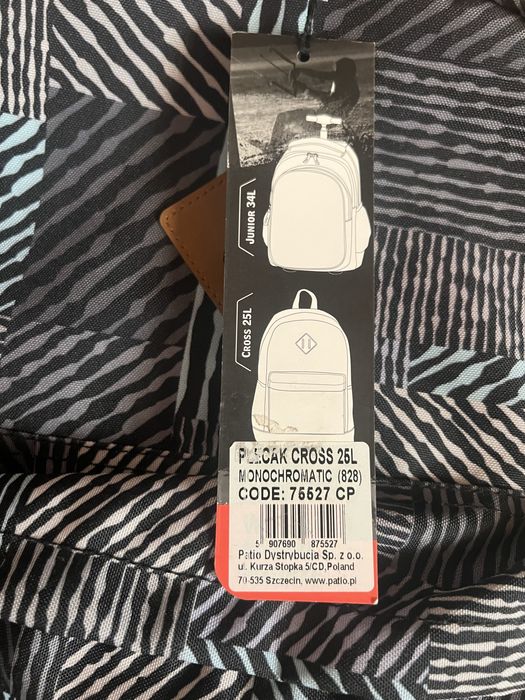 JUNIOR 34L
CROSS 25L
PLECAK CROSS 25L
MONOCHROMATIC (828)
CODE: 75527 CP
5 907690 875527
Patio Dystrybucja Sp. z o.o.
ul. Kurza Stopka 5/CD, Poland
70-535 Szczecin, www.patio.pl